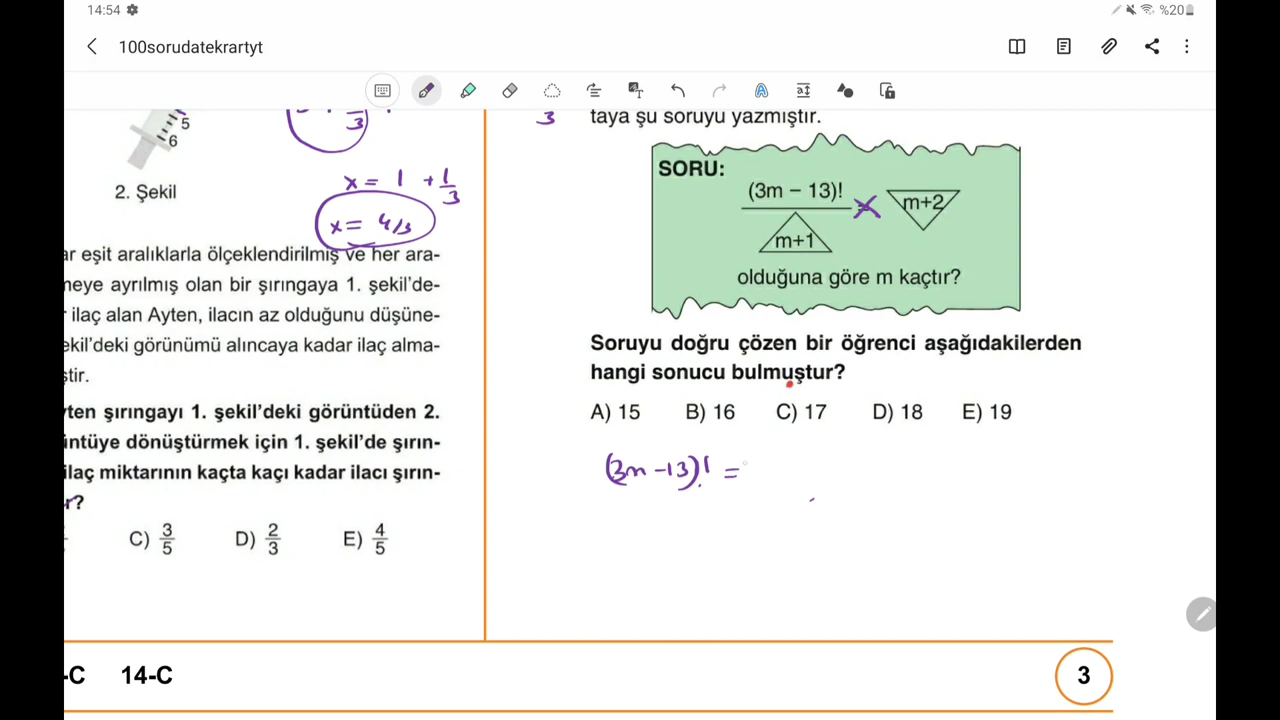 14:54
%20
100sorudatekrartyt
5
6
3
2. Şekil
x = 1 + 1/3
x = 4/3
ar eşit aralıklarla ölçeklendirilmiş ve her ara-
neye ayrılmış olan bir şırıngaya 1. şekil'de-
ilaç alan Ayten, ilacın az olduğunu düşüne-
ekil'deki görünümü alıncaya kadar ilaç alma-
ştir.
yten şırıngayı 1. şekil'deki görüntüden 2.
üntüye dönüştürmek için 1. şekil'de şırın-
ilaç miktarının kaçta kaçı kadar ilacı şırın-
r?
C) 3/5 D) 2/3 E) 4/5
-C 14-C
3
taya şu soruyu yazmıştır.
SORU:
(3m − 13)!
m+1
=
m+2
olduğuna göre m kaçtır?
Soruyu doğru çözen bir öğrenci aşağıdakilerden
hangi sonucu bulmuştur?
A) 15 B) 16 C) 17 D) 18 E) 19
(3m −13)! =
3